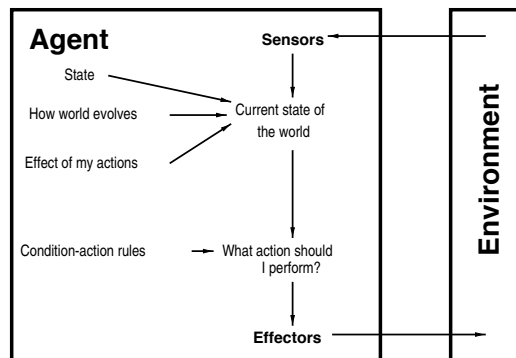 Agent
Sensors
State
How world evolves
Current state of
the world
Effect of my actions
Condition-action rules
What action should
I perform?
Effectors
Environment